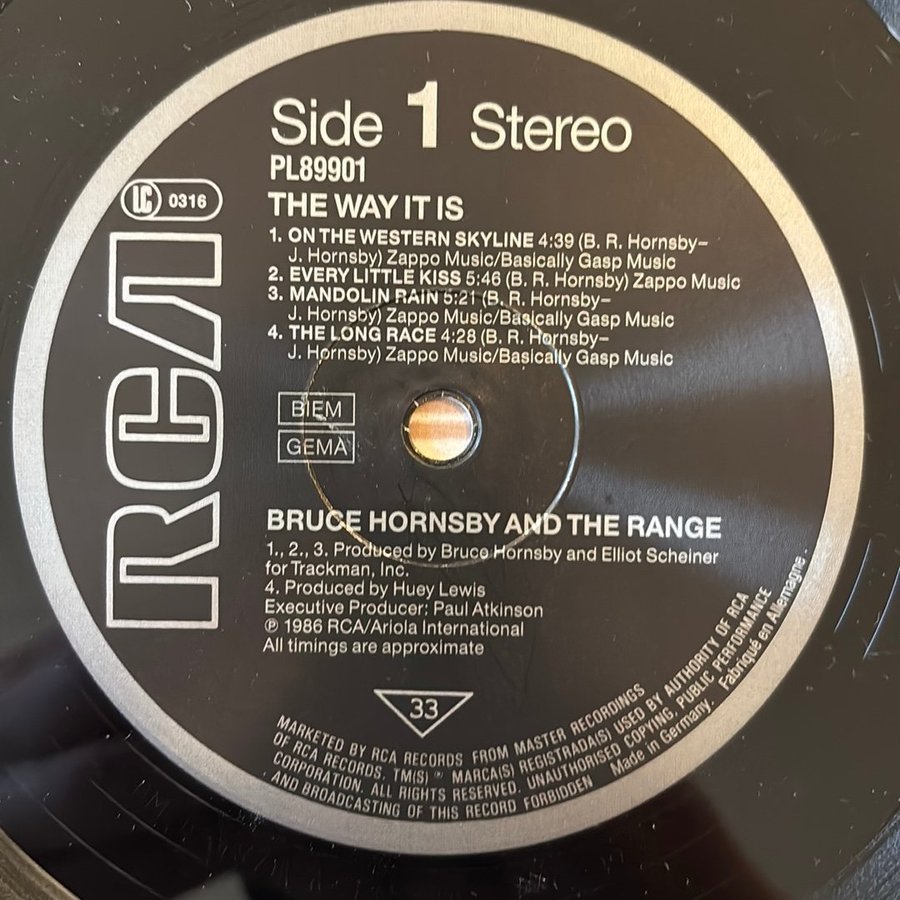 Side 1 Stereo
PL89901
LC 0316
THE WAY IT IS
1. ON THE WESTERN SKYLINE 4:39 (B. R. Hornsby–
J. Hornsby) Zappo Music/Basically Gasp Music
2. EVERY LITTLE KISS 5:46 (B. R. Hornsby) Zappo Music
3. MANDOLIN RAIN 5:21 (B. R. Hornsby–
J. Hornsby) Zappo Music/Basically Gasp Music
4. THE LONG RACE 4:28 (B. R. Hornsby–
J. Hornsby) Zappo Music/Basically Gasp Music
RCA
BIEM
GEMA
BRUCE HORNSBY AND THE RANGE
1., 2., 3. Produced by Bruce Hornsby and Elliot Scheiner
for Trackman, Inc.
4. Produced by Huey Lewis
Executive Producer: Paul Atkinson
℗ 1986 RCA/Ariola International
All timings are approximate
33
MARKETED BY RCA RECORDS FROM MASTER RECORDINGS
OF RCA RECORDS. TM(S) ® MARCA(S) REGISTRADA(S) USED BY AUTHORITY OF RCA
CORPORATION. ALL RIGHTS RESERVED. UNAUTHORISED COPYING, PUBLIC PERFORMANCE
AND BROADCASTING OF THIS RECORD FORBIDDEN Made in Germany. Fabriqué en Allemagne.